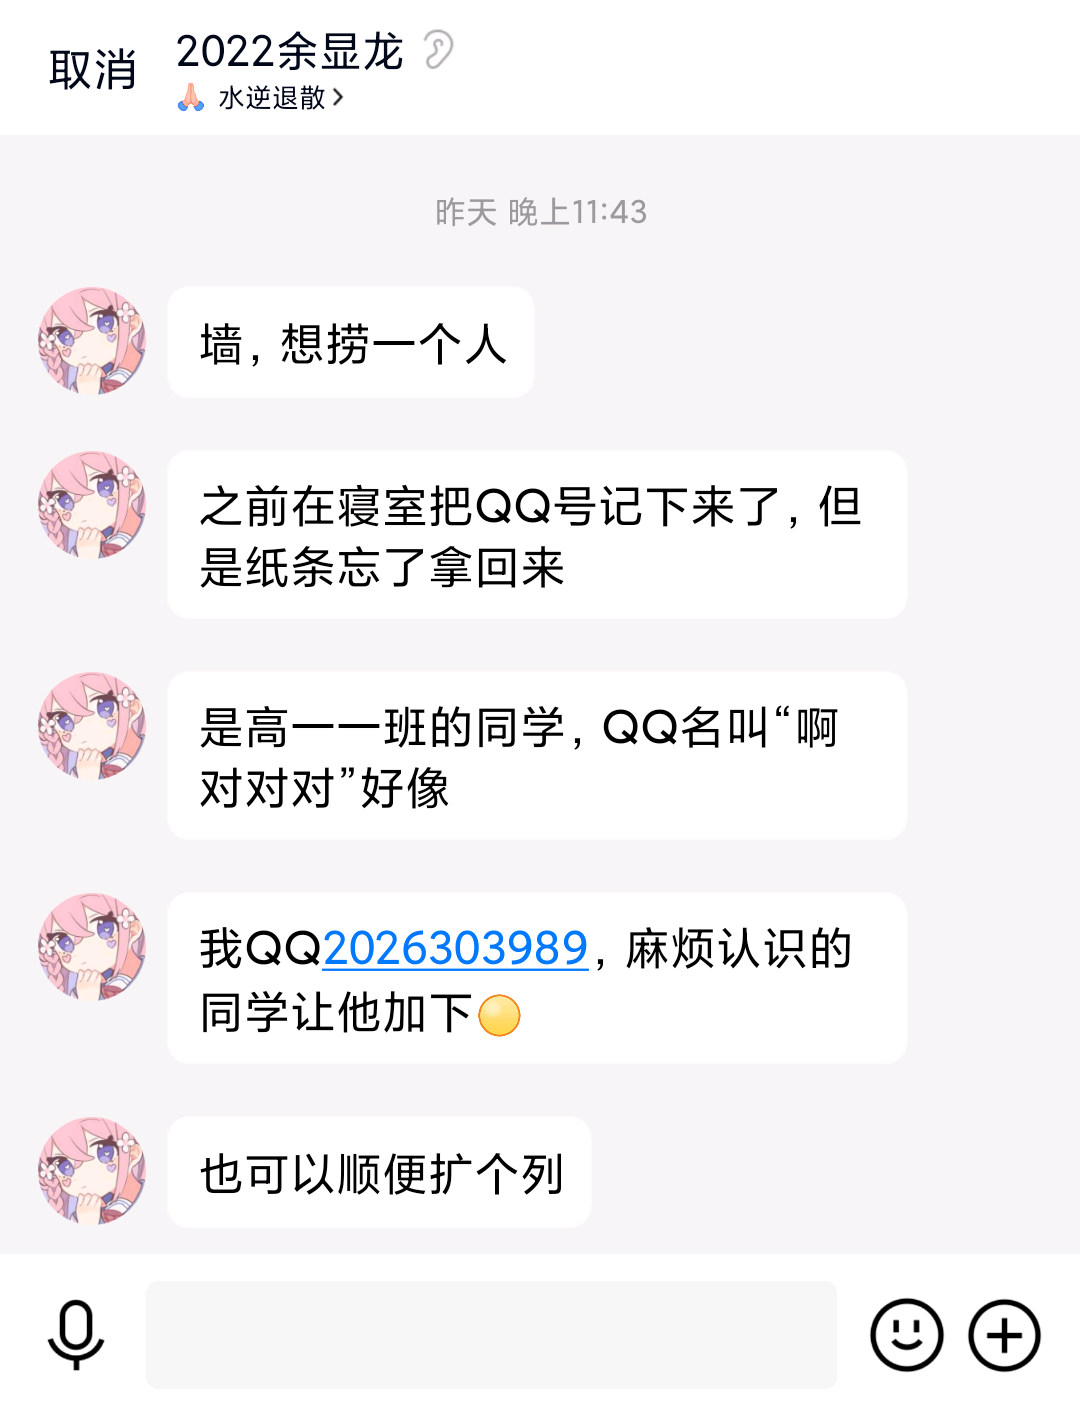 取消
2022余显龙
水逆退散
昨天 晚上11:43
墙，想捞一个人
之前在寝室把QQ号记下来了，但
是纸条忘了拿回来
是高一一班的同学，QQ名叫“啊
对对对”好像
我QQ2026303989，麻烦认识的
同学让他加下
也可以顺便扩个列